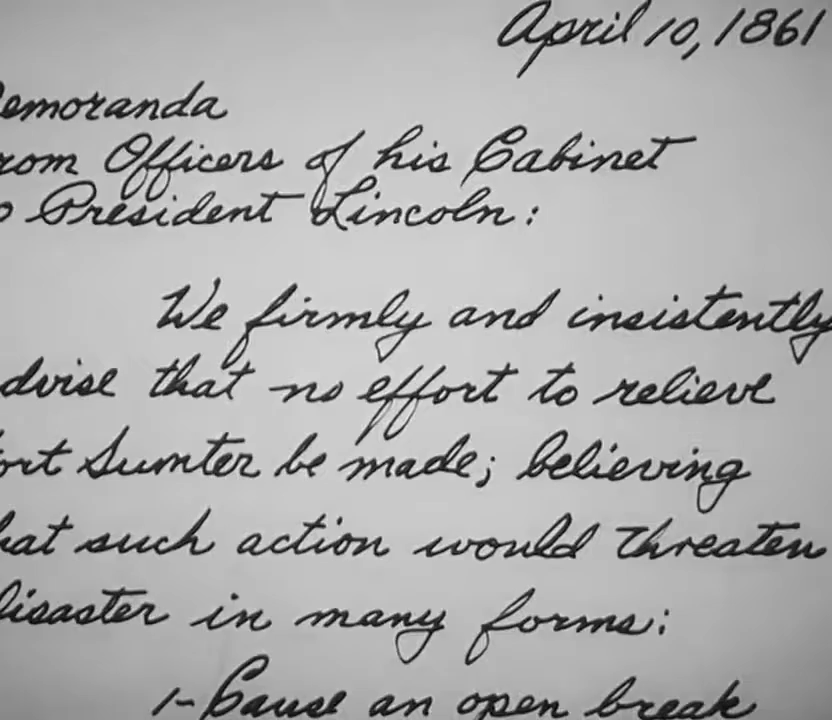 April 10, 1861
emoranda
rom Officers of his Cabinet
o President Lincoln:
We firmly and insistently
dvise that no effort to relieve
ort Sumter be made; believing
hat such action would threaten
disaster in many forms:
1- Cause an open break